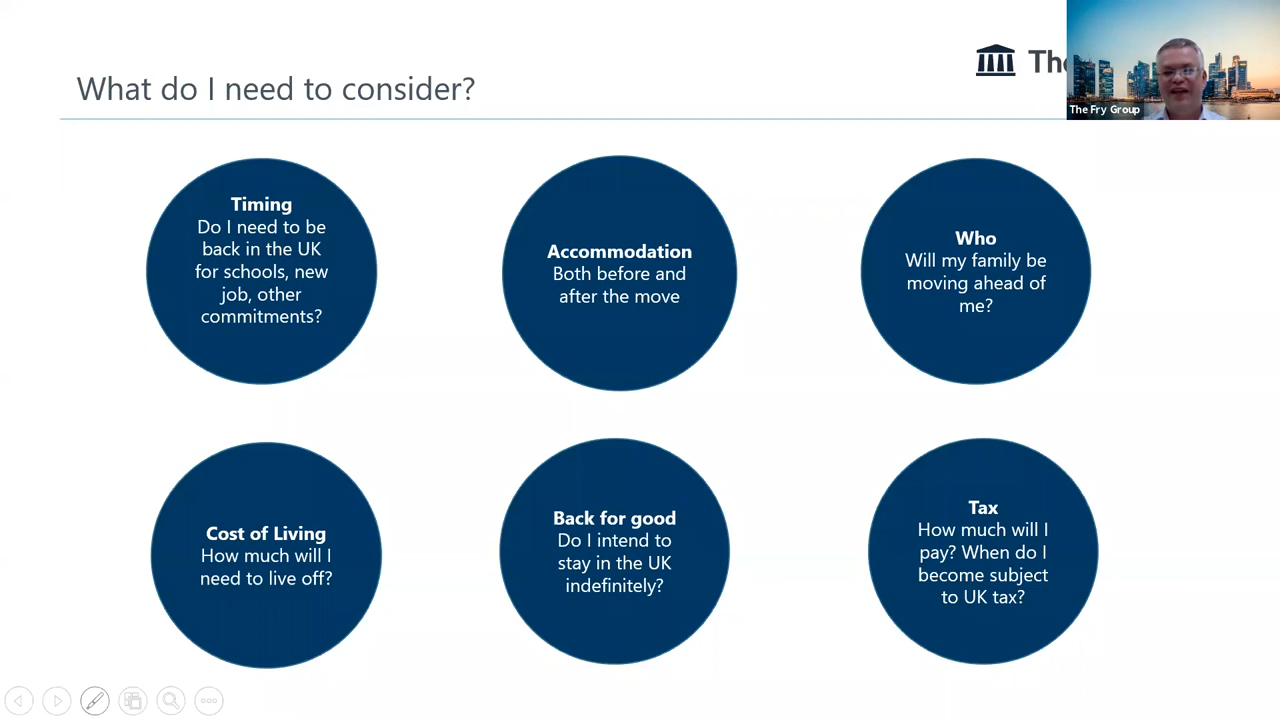 What do I need to consider?
The Fry Group
Timing
Do I need to be
back in the UK
for schools, new
job, other
commitments?
Accommodation
Both before and
after the move
Who
Will my family be
moving ahead of
me?
Cost of Living
How much will I
need to live off?
Back for good
Do I intend to
stay in the UK
indefinitely?
Tax
How much will I
pay? When do I
become subject
to UK tax?